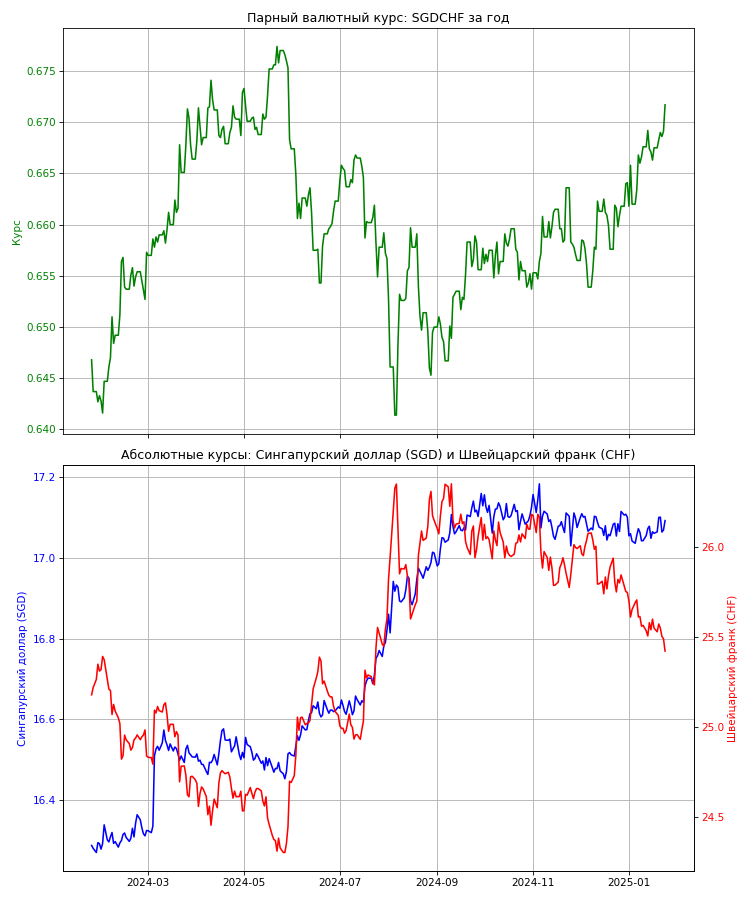 Парный валютный курс: SGDCHF за год
0.675
0.670
0.665
0.660
0.655
0.650
0.645
0.640
Курс
Абсолютные курсы: Сингапурский доллар (SGD) и Швейцарский франк (CHF)
17.2
17.0
16.8
16.6
16.4
Сингапурский доллар (SGD)
26.0
25.5
25.0
24.5
Швейцарский франк (CHF)
2024-03 2024-05 2024-07 2024-09 2024-11 2025-01